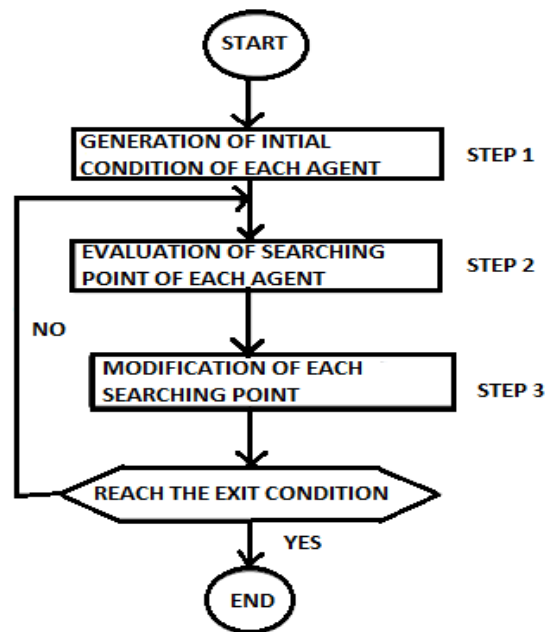 START
GENERATION OF INTIAL
CONDITION OF EACH AGENT
STEP 1
EVALUATION OF SEARCHING
POINT OF EACH AGENT
STEP 2
NO
MODIFICATION OF EACH
SEARCHING POINT
STEP 3
REACH THE EXIT CONDITION
YES
END